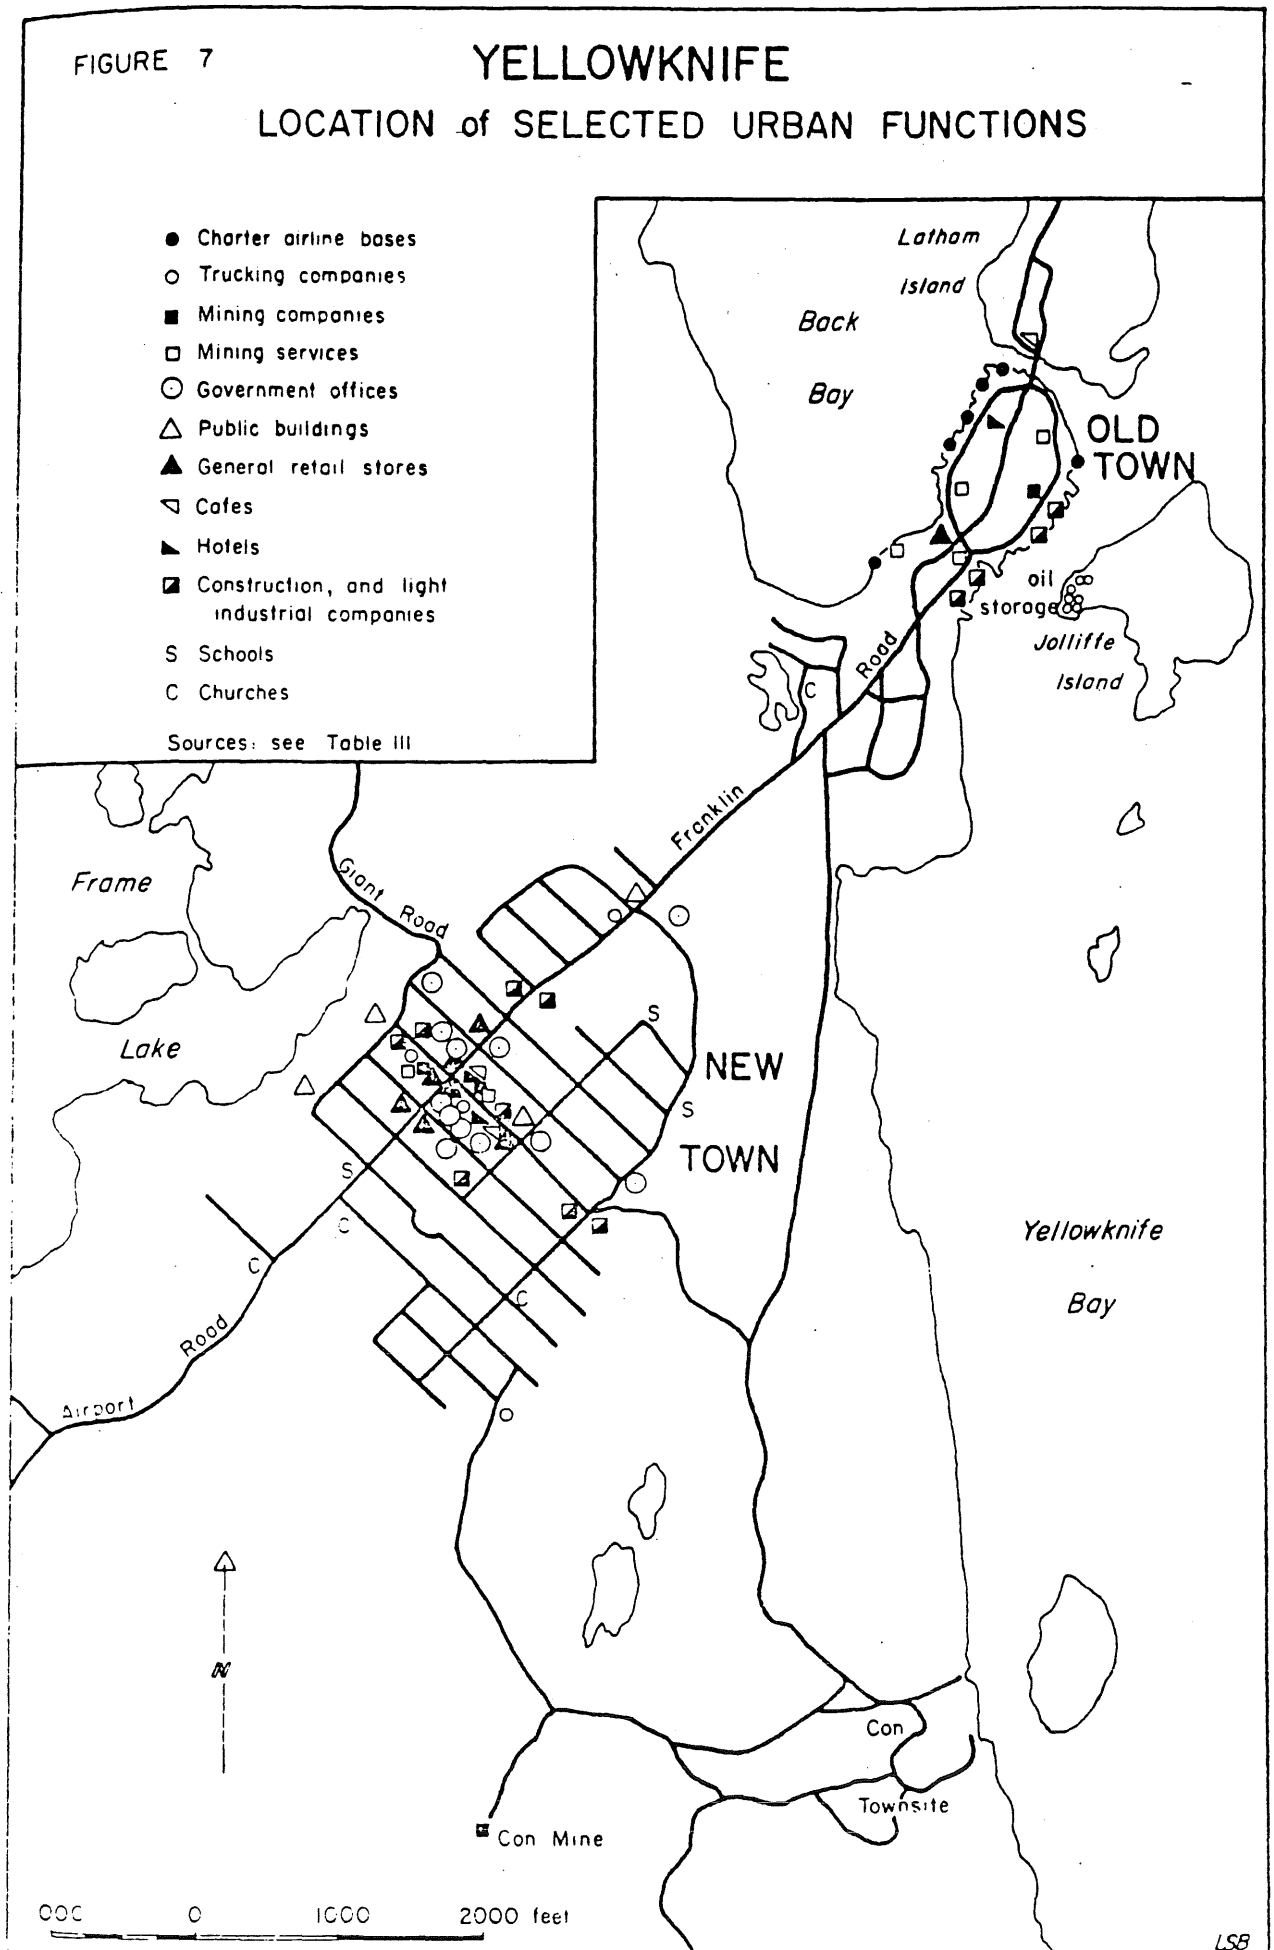 FIGURE 7
YELLOWKNIFE
LOCATION of SELECTED URBAN FUNCTIONS
Charter airline bases
Trucking companies
Mining companies
Mining services
Government offices
Public buildings
General retail stores
Cafes
Hotels
Construction, and light
industrial companies
S Schools
C Churches
Sources: see Table III
Latham
Island
Back
Bay
OLD
TOWN
oil
storage
Jolliffe
Island
Road
C
Franklin
Frame
Giant Road
Lake
S
NEW
S
TOWN
S
C
C
C
Yellowknife
Bay
Road
Airport
N
Con
Townsite
Con Mine
000 0 1000 2000 feet
LSB